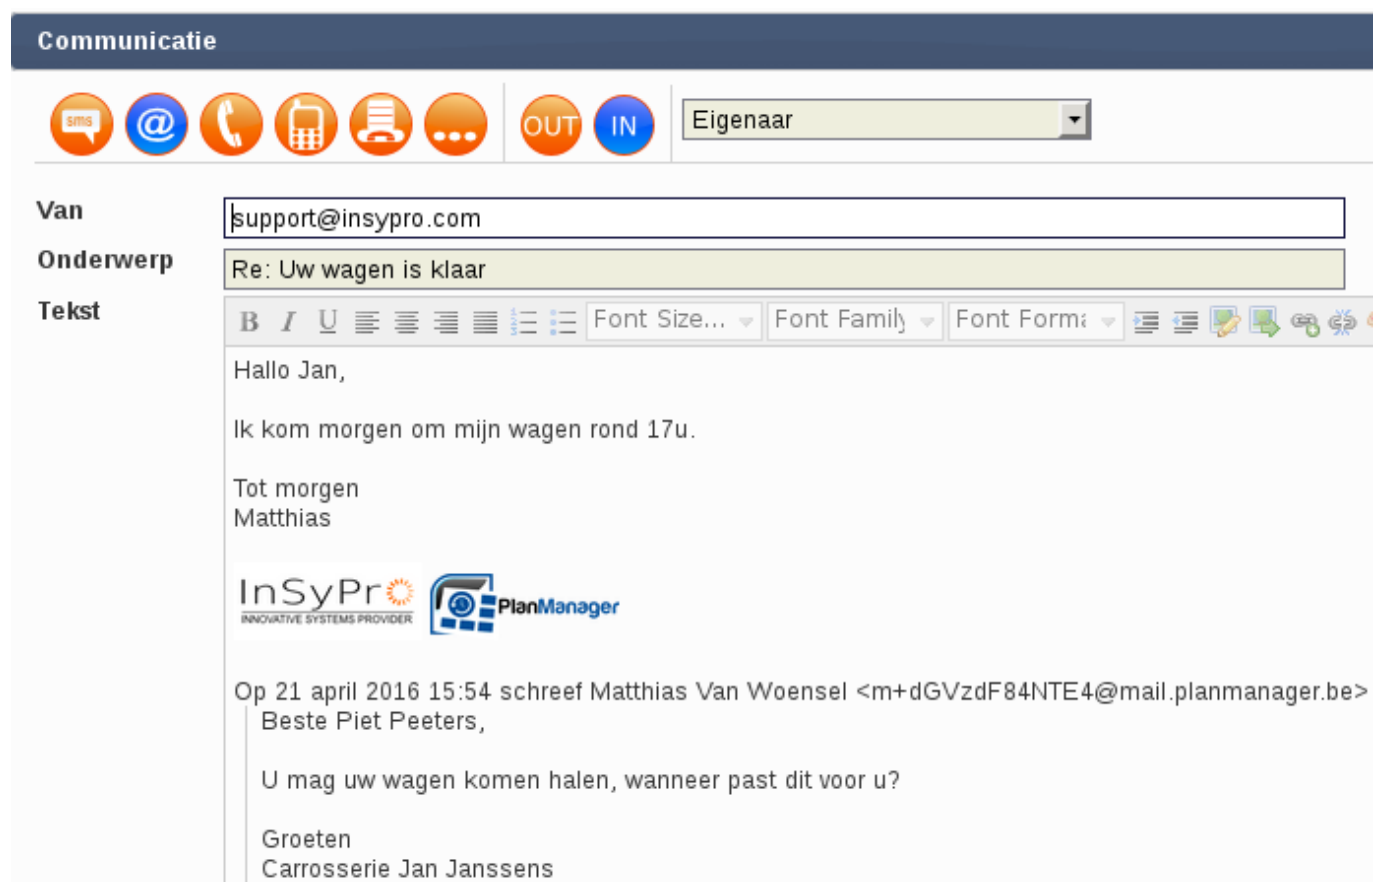 Communicatie
sms @ ... OUT IN Eigenaar
Van support@insypro.com
Onderwerp Re: Uw wagen is klaar
Tekst B I U Font Size... Font Family Font Forma
Hallo Jan,
Ik kom morgen om mijn wagen rond 17u.
Tot morgen
Matthias
InSyPro
INNOVATIVE SYSTEMS PROVIDER
PlanManager
Op 21 april 2016 15:54 schreef Matthias Van Woensel <m+dGVzdF84NTE4@mail.planmanager.be>
Beste Piet Peeters,
U mag uw wagen komen halen, wanneer past dit voor u?
Groeten
Carrosserie Jan Janssens